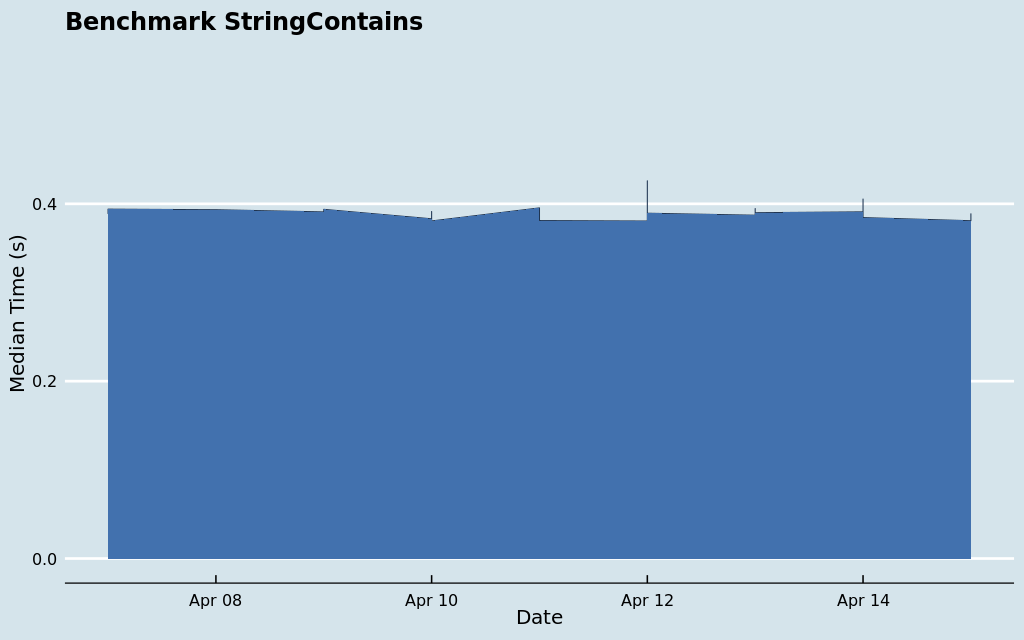 Benchmark StringContains
Median Time (s)
0.4
0.2
0.0
Apr 08 Apr 10 Apr 12 Apr 14
Date